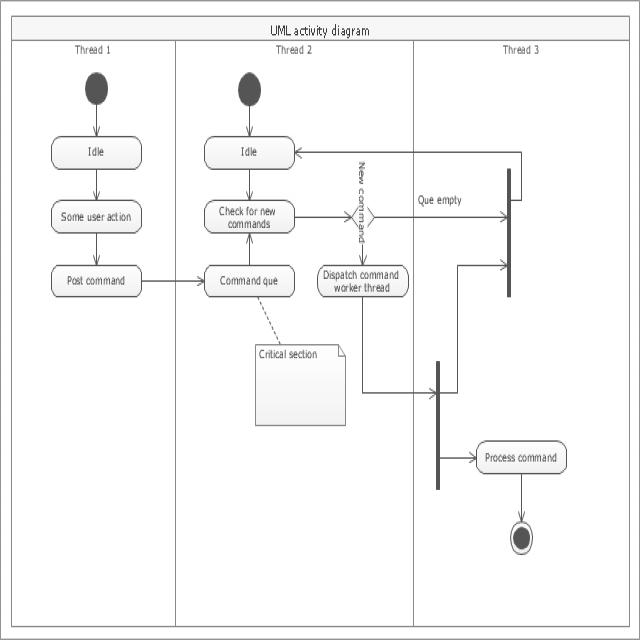 UML activity diagram
Thread 1
Thread 2
Thread 3
Idle
Idle
New command
Some user action
Check for new
commands
Que empty
Post command
Command que
Dispatch command
worker thread
Critical section
Process command